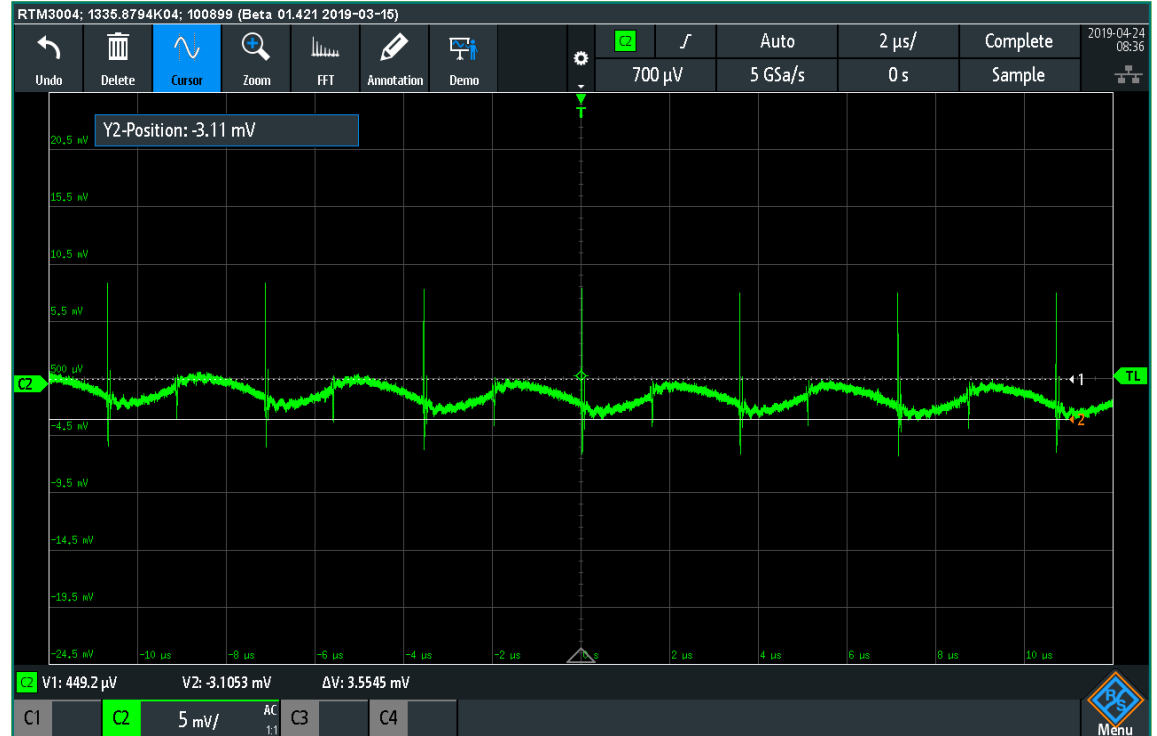 RTM3004; 1335.8794K04; 100899 (Beta 01.421 2019-03-15)
Undo Delete Cursor Zoom FFT Annotation Demo
C2 Auto 2 µs/ Complete
700 µV 5 GSa/s 0 s Sample
2019-04-24
08:36
T
Y2-Position: -3.11 mV
20.5 mV
15.5 mV
10.5 mV
5.5 mV
500 µV
C2
1
TL
-4.5 mV
2
-9.5 mV
-14.5 mV
-19.5 mV
-24.5 mV
-10 µs -8 µs -6 µs -4 µs -2 µs 0 s 2 µs 4 µs 6 µs 8 µs 10 µs
C2 V1: 449.2 µV V2: -3.1053 mV ΔV: 3.5545 mV
C1 C2 5 mV/ AC 1:1 C3 C4
R&S
Menu